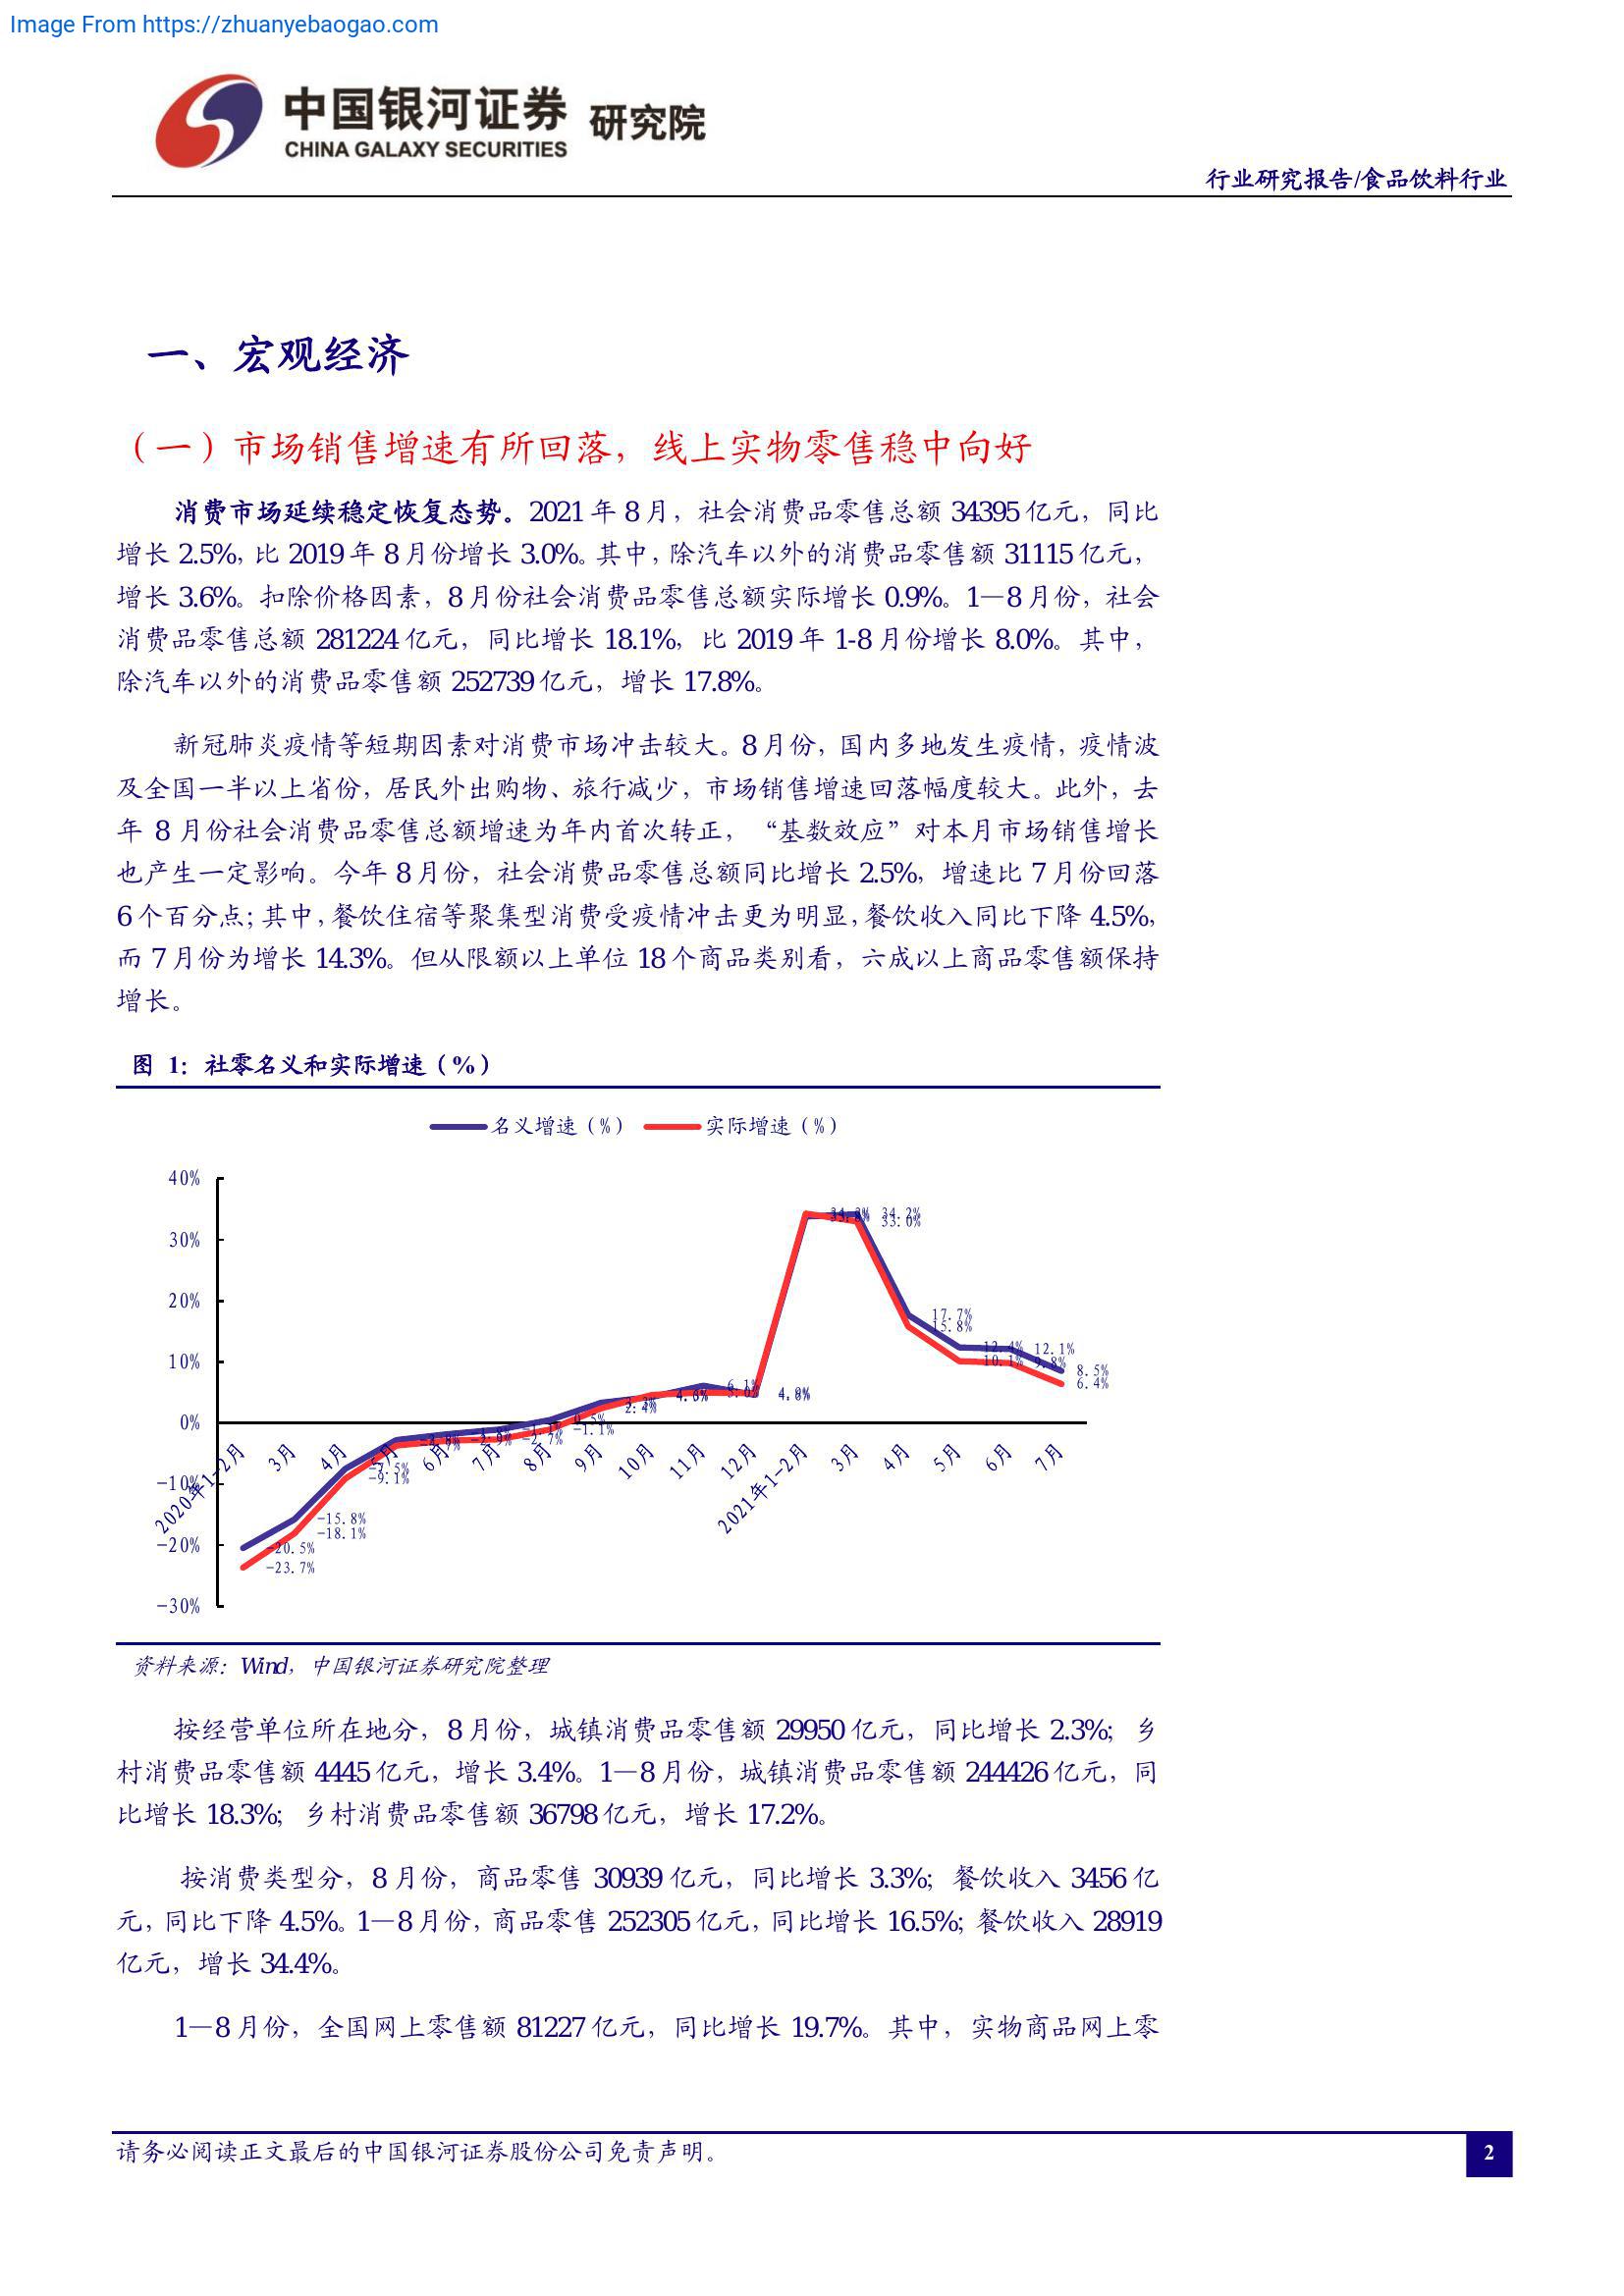 Image From https://zhuanyebaogao.com
中国银河证券 研究院
CHINA GALAXY SECURITIES
行业研究报告/食品饮料行业
一、宏观经济
（一）市场销售增速有所回落，线上实物零售稳中向好
消费市场延续稳定恢复态势。2021 年 8 月，社会消费品零售总额 34395 亿元，同比
增长 2.5%，比 2019 年 8 月份增长 3.0%。其中，除汽车以外的消费品零售额 31115 亿元，
增长 3.6%。扣除价格因素，8 月份社会消费品零售总额实际增长 0.9%。1—8 月份，社会
消费品零售总额 281224 亿元，同比增长 18.1%，比 2019 年 1-8 月份增长 8.0%。其中，
除汽车以外的消费品零售额 252739 亿元，增长 17.8%。
新冠肺炎疫情等短期因素对消费市场冲击较大。8 月份，国内多地发生疫情，疫情波
及全国一半以上省份，居民外出购物、旅行减少，市场销售增速回落幅度较大。此外，去
年 8 月份社会消费品零售总额增速为年内首次转正，“基数效应”对本月市场销售增长
也产生一定影响。今年 8 月份，社会消费品零售总额同比增长 2.5%，增速比 7 月份回落
6 个百分点；其中，餐饮住宿等聚集型消费受疫情冲击更为明显，餐饮收入同比下降 4.5%，
而 7 月份为增长 14.3%。但从限额以上单位 18 个商品类别看，六成以上商品零售额保持
增长。
图 1：社零名义和实际增速（%）
名义增速（%） 实际增速（%）
40%
30%
20%
10%
0%
-10%
-20%
-30%
34.2%
33.0%
17.7%
15.8%
12.4%
10.1%
12.1%
9.8%
8.5%
6.4%
6.1%
5.0%
2.4%
-1.1%
-2.7%
-7.5%
-9.1%
-15.8%
-18.1%
-20.5%
-23.7%
2020年1-2月 3月 4月 5月 6月 7月 8月 9月 10月 11月 12月 2021年1-2月 3月 4月 5月 6月 7月
资料来源：Wind，中国银河证券研究院整理
按经营单位所在地分，8 月份，城镇消费品零售额 29950 亿元，同比增长 2.3%；乡
村消费品零售额 4445 亿元，增长 3.4%。1—8 月份，城镇消费品零售额 244426 亿元，同
比增长 18.3%；乡村消费品零售额 36798 亿元，增长 17.2%。
按消费类型分，8 月份，商品零售 30939 亿元，同比增长 3.3%；餐饮收入 3456 亿
元，同比下降 4.5%。1—8 月份，商品零售 252305 亿元，同比增长 16.5%；餐饮收入 28919
亿元，增长 34.4%。
1—8 月份，全国网上零售额 81227 亿元，同比增长 19.7%。其中，实物商品网上零
请务必阅读正文最后的中国银河证券股份公司免责声明。
2